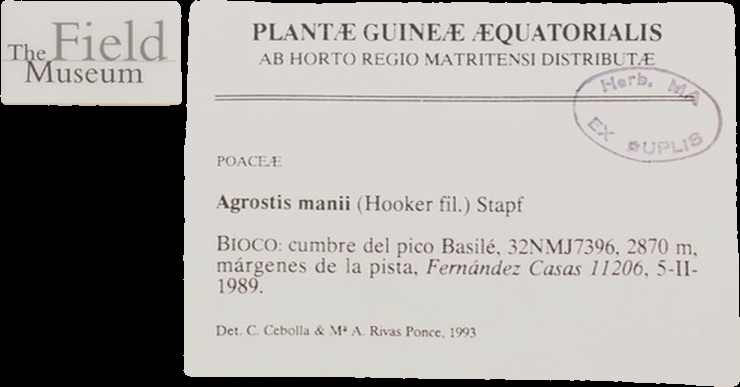 The Field
Museum
PLANTÆ GUINEÆ ÆQUATORIALIS
AB HORTO REGIO MATRITENSI DISTRIBUTÆ
Herb. MA
EX DUPLIS
POACEÆ
Agrostis manii (Hooker fil.) Stapf
BIOCO: cumbre del pico Basilé, 32NMJ7396, 2870 m,
márgenes de la pista, Fernández Casas 11206, 5-II-
1989.
Det. C. Cebolla & Mª A. Rivas Ponce, 1993